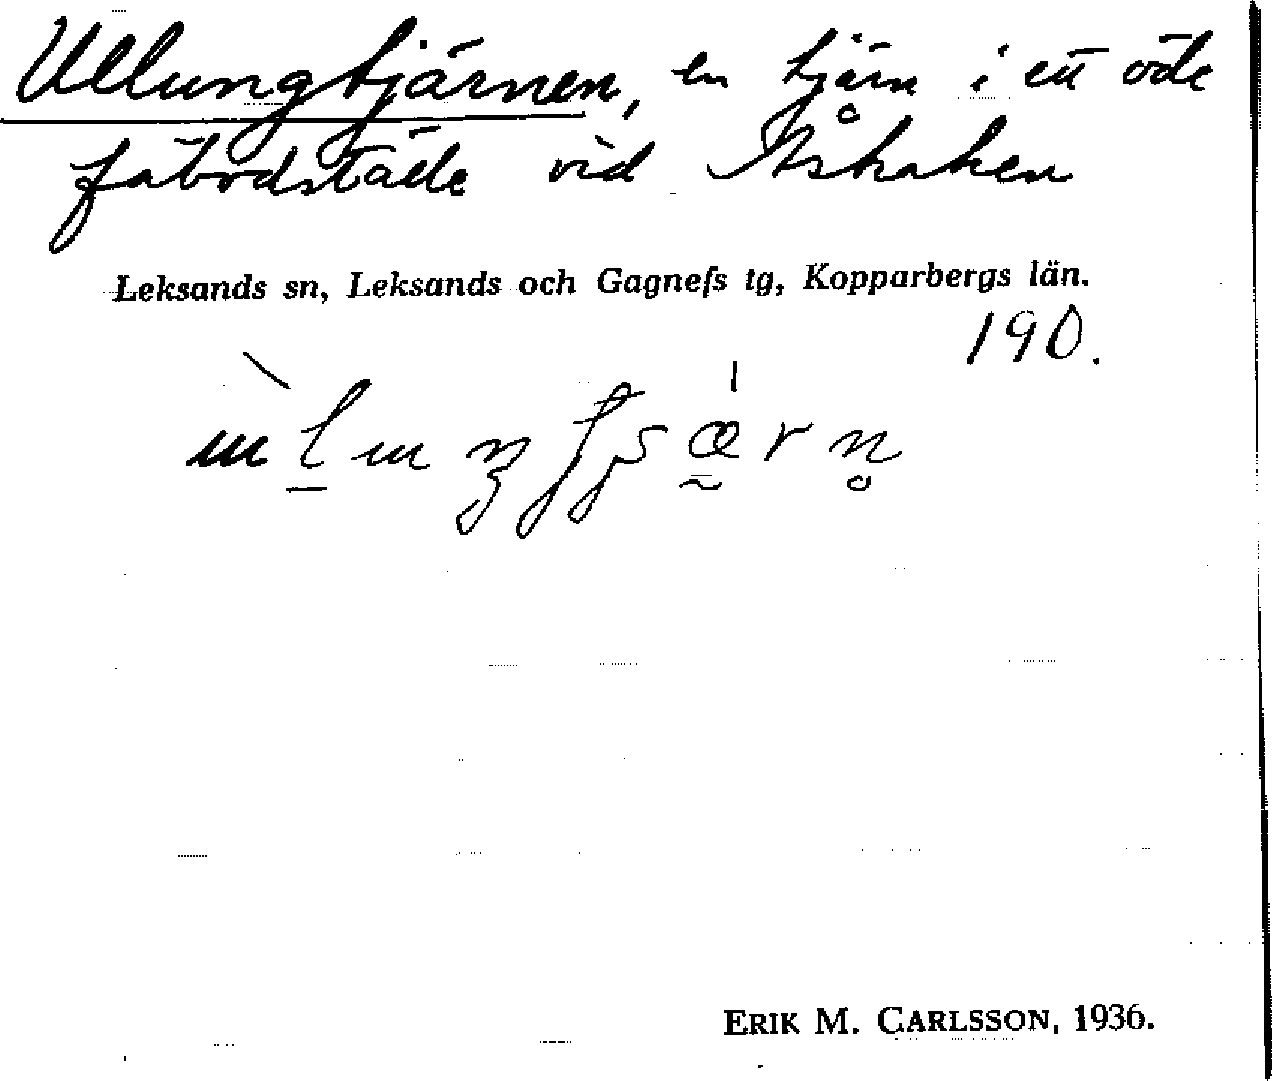 Ullungtjärnen, en tjärn i ett öde
fäbodställe vid Åshaken
Leksands sn, Leksands och Gagnefs tg, Kopparbergs län.
190.
ERIK M. CARLSSON, 1936.